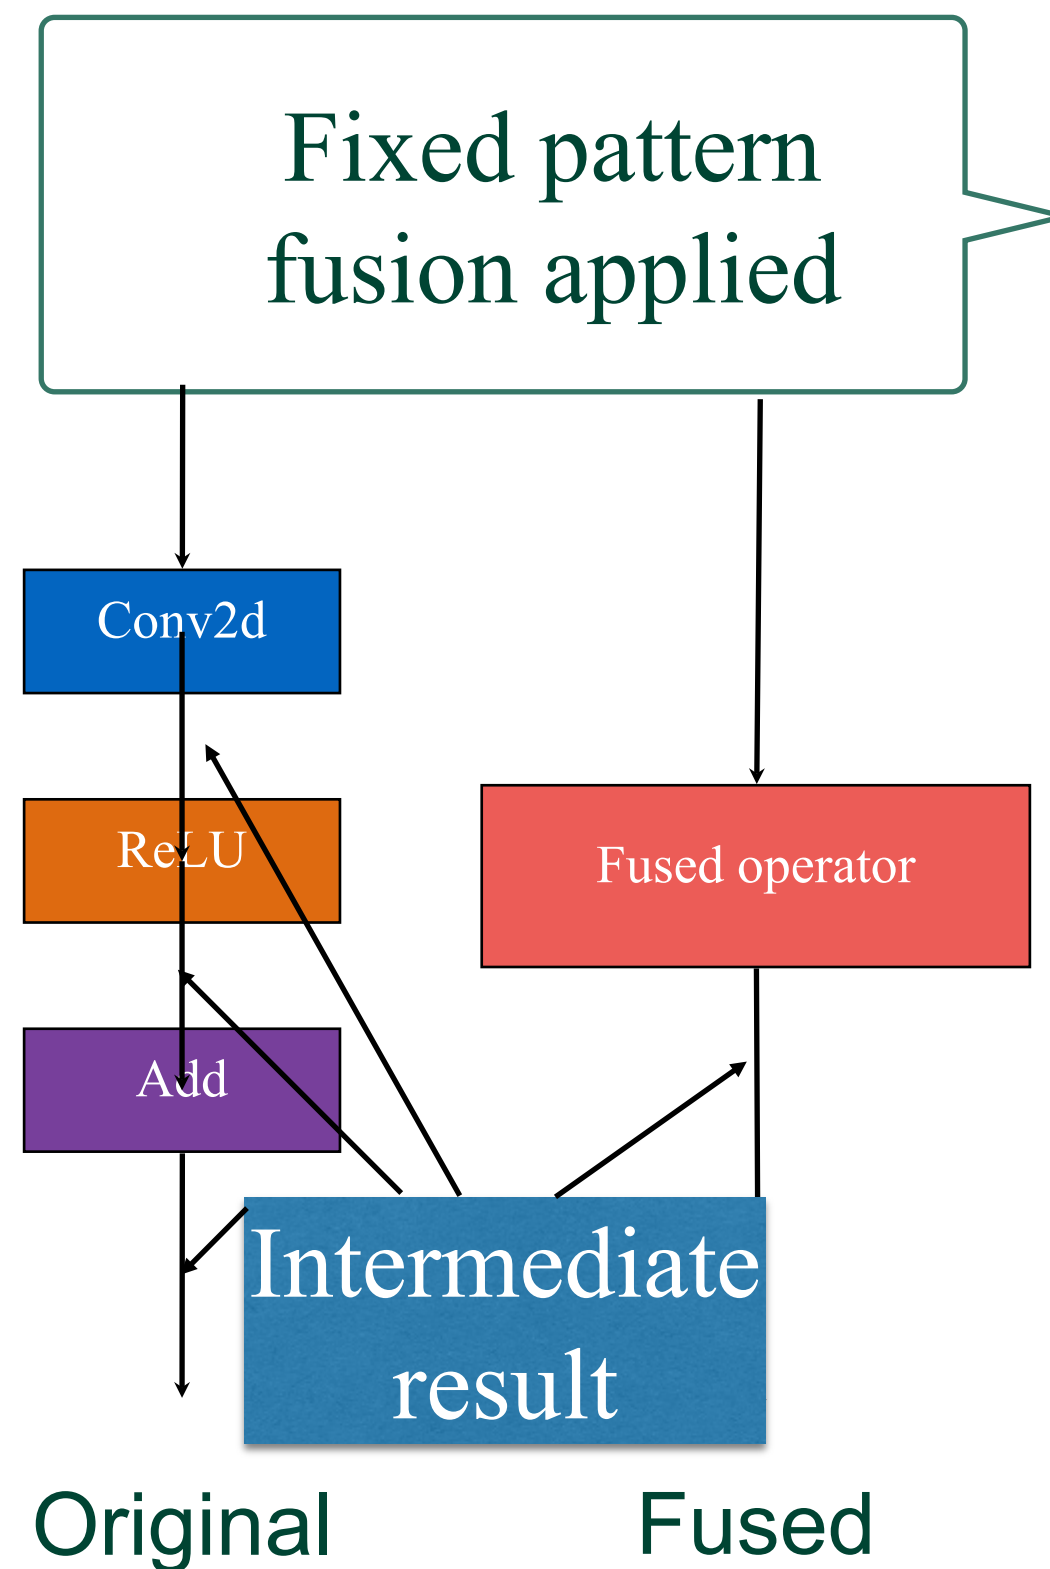 Fixed pattern
fusion applied
Conv2d
ReLU
Fused operator
Add
Intermediate
result
Original
Fused